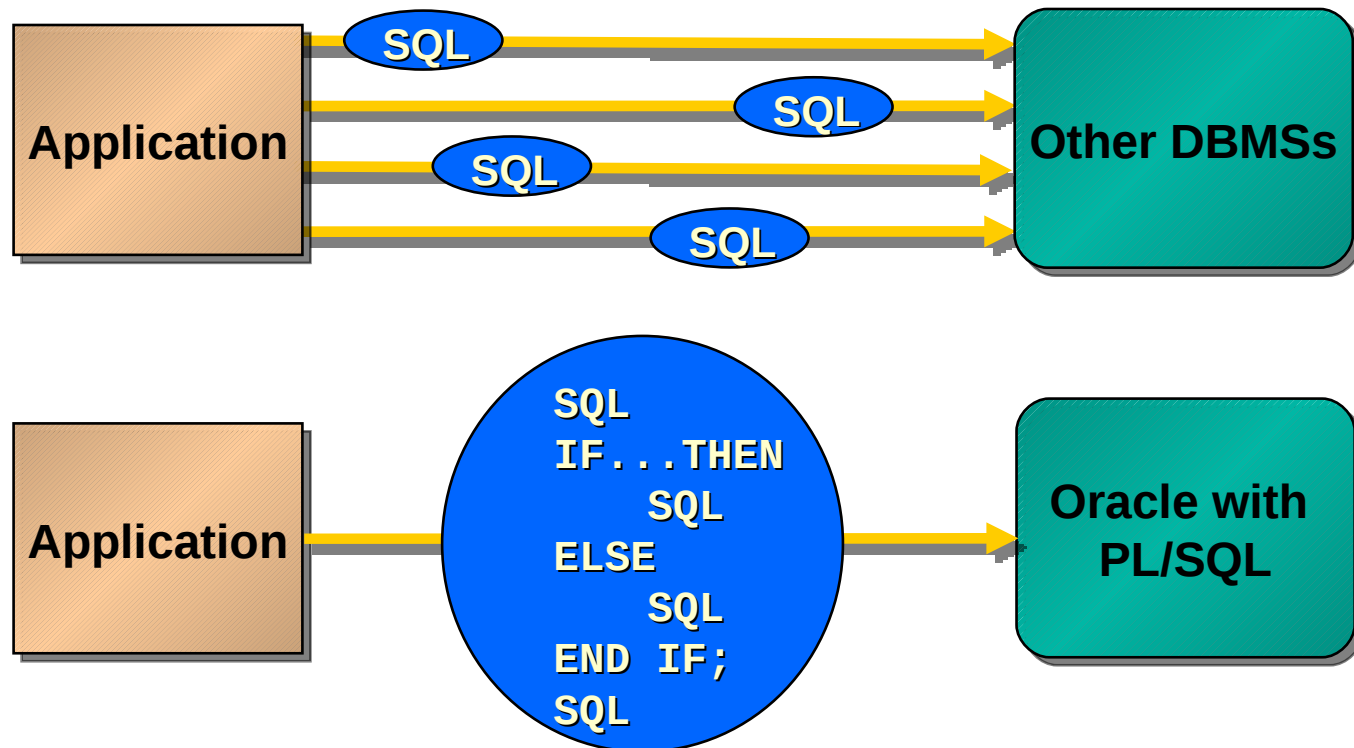 SQL
SQL
Application
Other DBMSs
SQL
SQL
SQL
IF...THEN
SQL
ELSE
SQL
END IF;
SQL
Application
Oracle with
PL/SQL